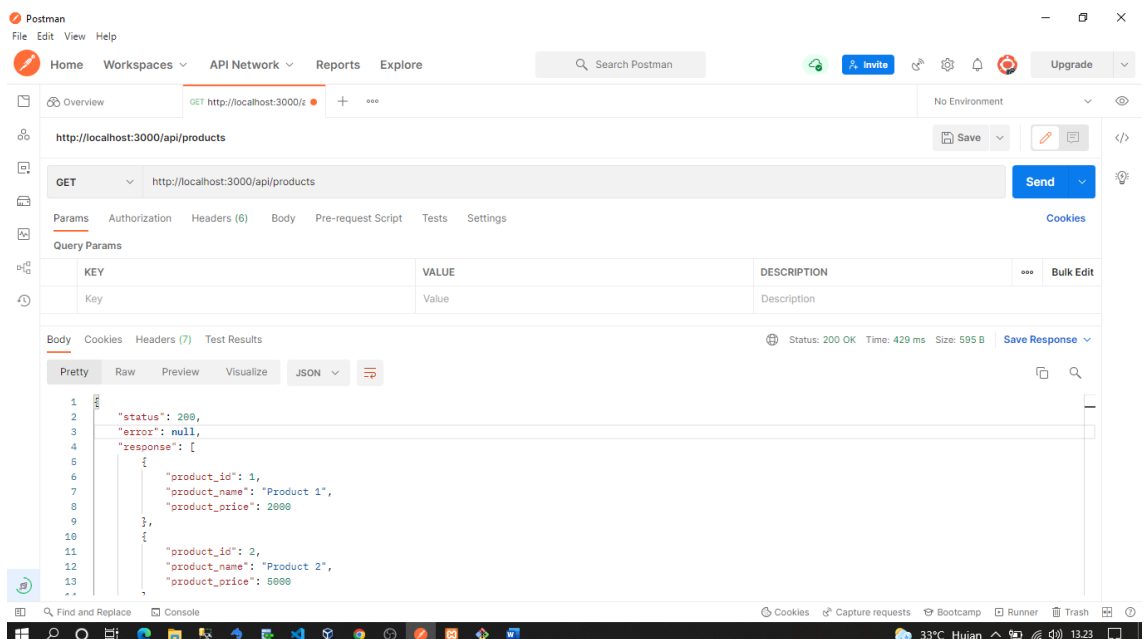 Postman
File Edit View Help
Home Workspaces API Network Reports Explore Search Postman Invite Upgrade
Overview GET http://localhost:3000/a No Environment
http://localhost:3000/api/products Save
GET http://localhost:3000/api/products Send
Params Authorization Headers (6) Body Pre-request Script Tests Settings Cookies
Query Params
KEY VALUE DESCRIPTION Bulk Edit
Key Value Description
Body Cookies Headers (7) Test Results Status: 200 OK Time: 429 ms Size: 595 B Save Response
Pretty Raw Preview Visualize JSON
1 {
2 "status": 200,
3 "error": null,
4 "response": [
5 {
6 "product_id": 1,
7 "product_name": "Product 1",
8 "product_price": 2000
9 },
10 {
11 "product_id": 2,
12 "product_name": "Product 2",
13 "product_price": 5000
Find and Replace Console Cookies Capture requests Bootcamp Runner Trash
33°C Hujan 13.23